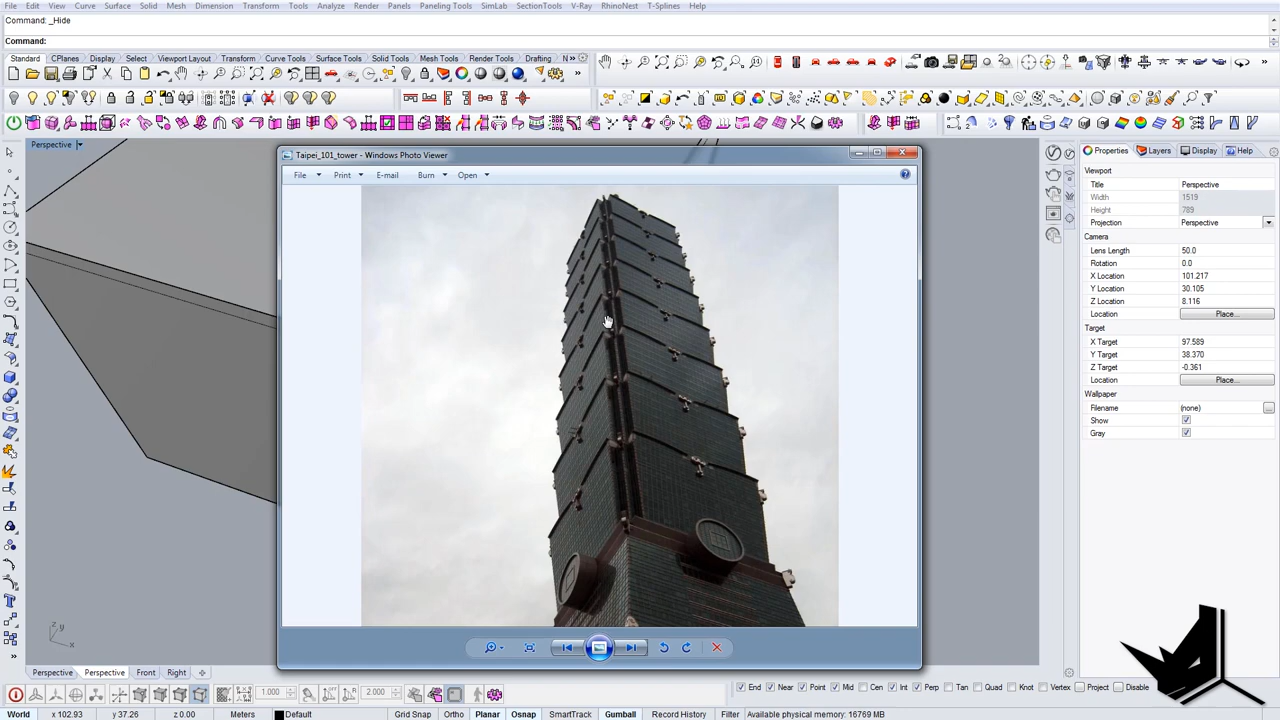 File Edit View Curve Surface Solid Mesh Dimension Transform Tools Analyze Render Panels Paneling Tools SimLab SectionTools V-Ray RhinoNest T-Splines Help
Command: _Hide
Command:
Standard CPlanes Display Select Viewport Layout Transform Curve Tools Surface Tools Solid Tools Mesh Tools Render Tools Drafting N
Perspective
Taipei_101_tower - Windows Photo Viewer
File Print E-mail Burn Open
Properties Layers Display Help
Viewport
Title Perspective
Width 1519
Height 789
Projection Perspective
Camera
Lens Length 50.0
Rotation 0.0
X Location 101.217
Y Location 30.105
Z Location 8.116
Location Place...
Target
X Target 97.589
Y Target 38.370
Z Target -0.361
Location Place...
Wallpaper
Filename (none) ...
Show
Gray
z y x
Perspective Perspective Front Right
1.000 2.000
End Near Point Mid Cen Int Perp Tan Quad Knot Vertex Project Disable
World x 102.93 y 37.26 z 0.00 Meters Default Grid Snap Ortho Planar Osnap SmartTrack Gumball Record History Filter Available physical memory: 16769 MB